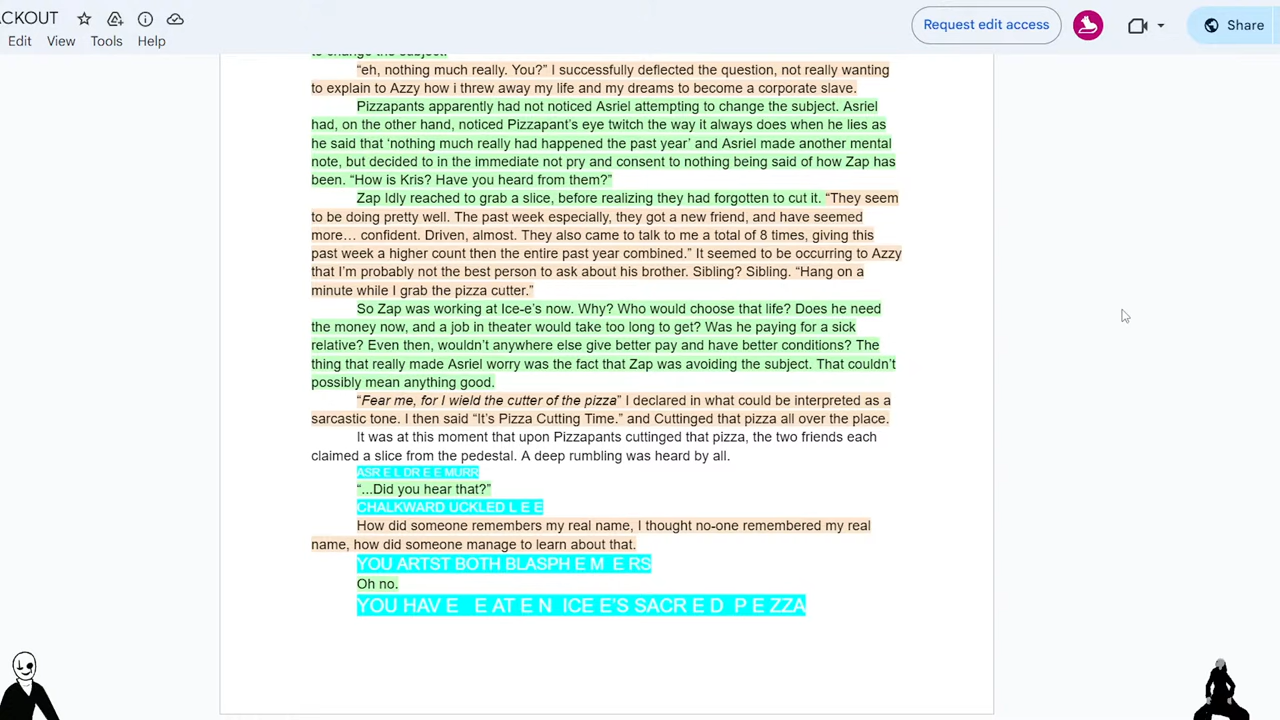 CKOUT
Request edit access
Share
Edit View Tools Help
to change the subject.
“eh, nothing much really. You?” I successfully deflected the question, not really wanting
to explain to Azzy how i threw away my life and my dreams to become a corporate slave.
Pizzapants apparently had not noticed Asriel attempting to change the subject. Asriel
had, on the other hand, noticed Pizzapant’s eye twitch the way it always does when he lies as
he said that ‘nothing much really had happened the past year’ and Asriel made another mental
note, but decided to in the immediate not pry and consent to nothing being said of how Zap has
been. “How is Kris? Have you heard from them?”
Zap Idly reached to grab a slice, before realizing they had forgotten to cut it. “They seem
to be doing pretty well. The past week especially, they got a new friend, and have seemed
more… confident. Driven, almost. They also came to talk to me a total of 8 times, giving this
past week a higher count then the entire past year combined.” It seemed to be occurring to Azzy
that I’m probably not the best person to ask about his brother. Sibling? Sibling. “Hang on a
minute while I grab the pizza cutter.”
So Zap was working at Ice-e’s now. Why? Who would choose that life? Does he need
the money now, and a job in theater would take too long to get? Was he paying for a sick
relative? Even then, wouldn’t anywhere else give better pay and have better conditions? The
thing that really made Asriel worry was the fact that Zap was avoiding the subject. That couldn’t
possibly mean anything good.
“Fear me, for I wield the cutter of the pizza” I declared in what could be interpreted as a
sarcastic tone. I then said “It’s Pizza Cutting Time.” and Cuttinged that pizza all over the place.
It was at this moment that upon Pizzapants cuttinged that pizza, the two friends each
claimed a slice from the pedestal. A deep rumbling was heard by all.
ASR E L DR E E MURR
“...Did you hear that?”
CHALKWARD UCKLED L E E
How did someone remembers my real name, I thought no-one remembered my real
name, how did someone manage to learn about that.
YOU ARTST BOTH BLASPH E M E RS
Oh no.
YOU HAV E E AT E N ICE E’S SACR E D P E ZZA